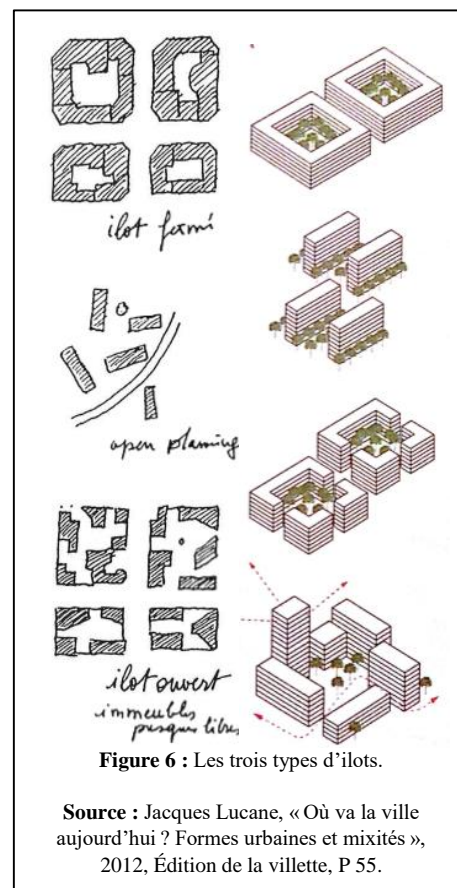 ilot fermé
open planning
ilot ouvert
immeubles
presques libres
Figure 6 : Les trois types d’ilots.
Source : Jacques Lucane, « Où va la ville
aujourd’hui ? Formes urbaines et mixités »,
2012, Édition de la villette, P 55.